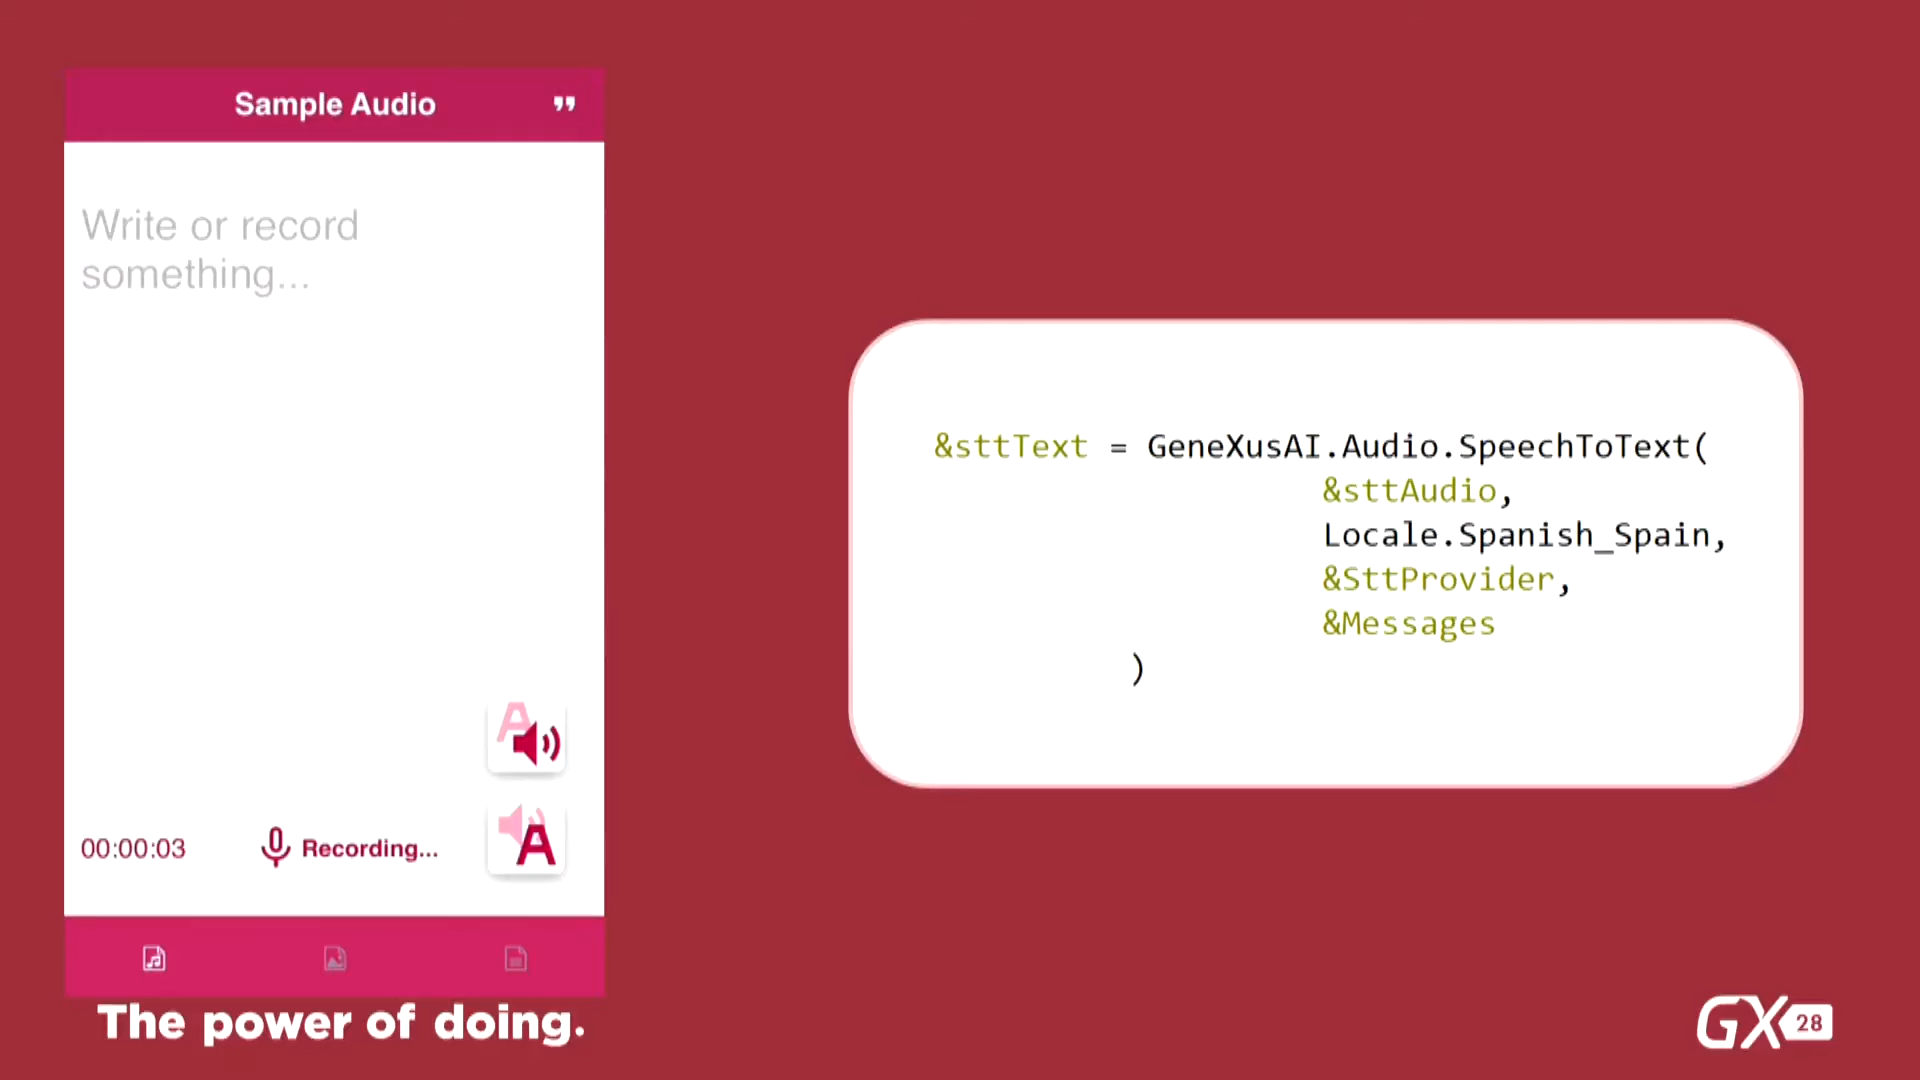 Sample Audio
Write or record
something...
00:00:03
Recording...
The power of doing.
&sttText = GeneXusAI.Audio.SpeechToText(
&sttAudio,
Locale.Spanish_Spain,
&SttProvider,
&Messages
)
GX 28